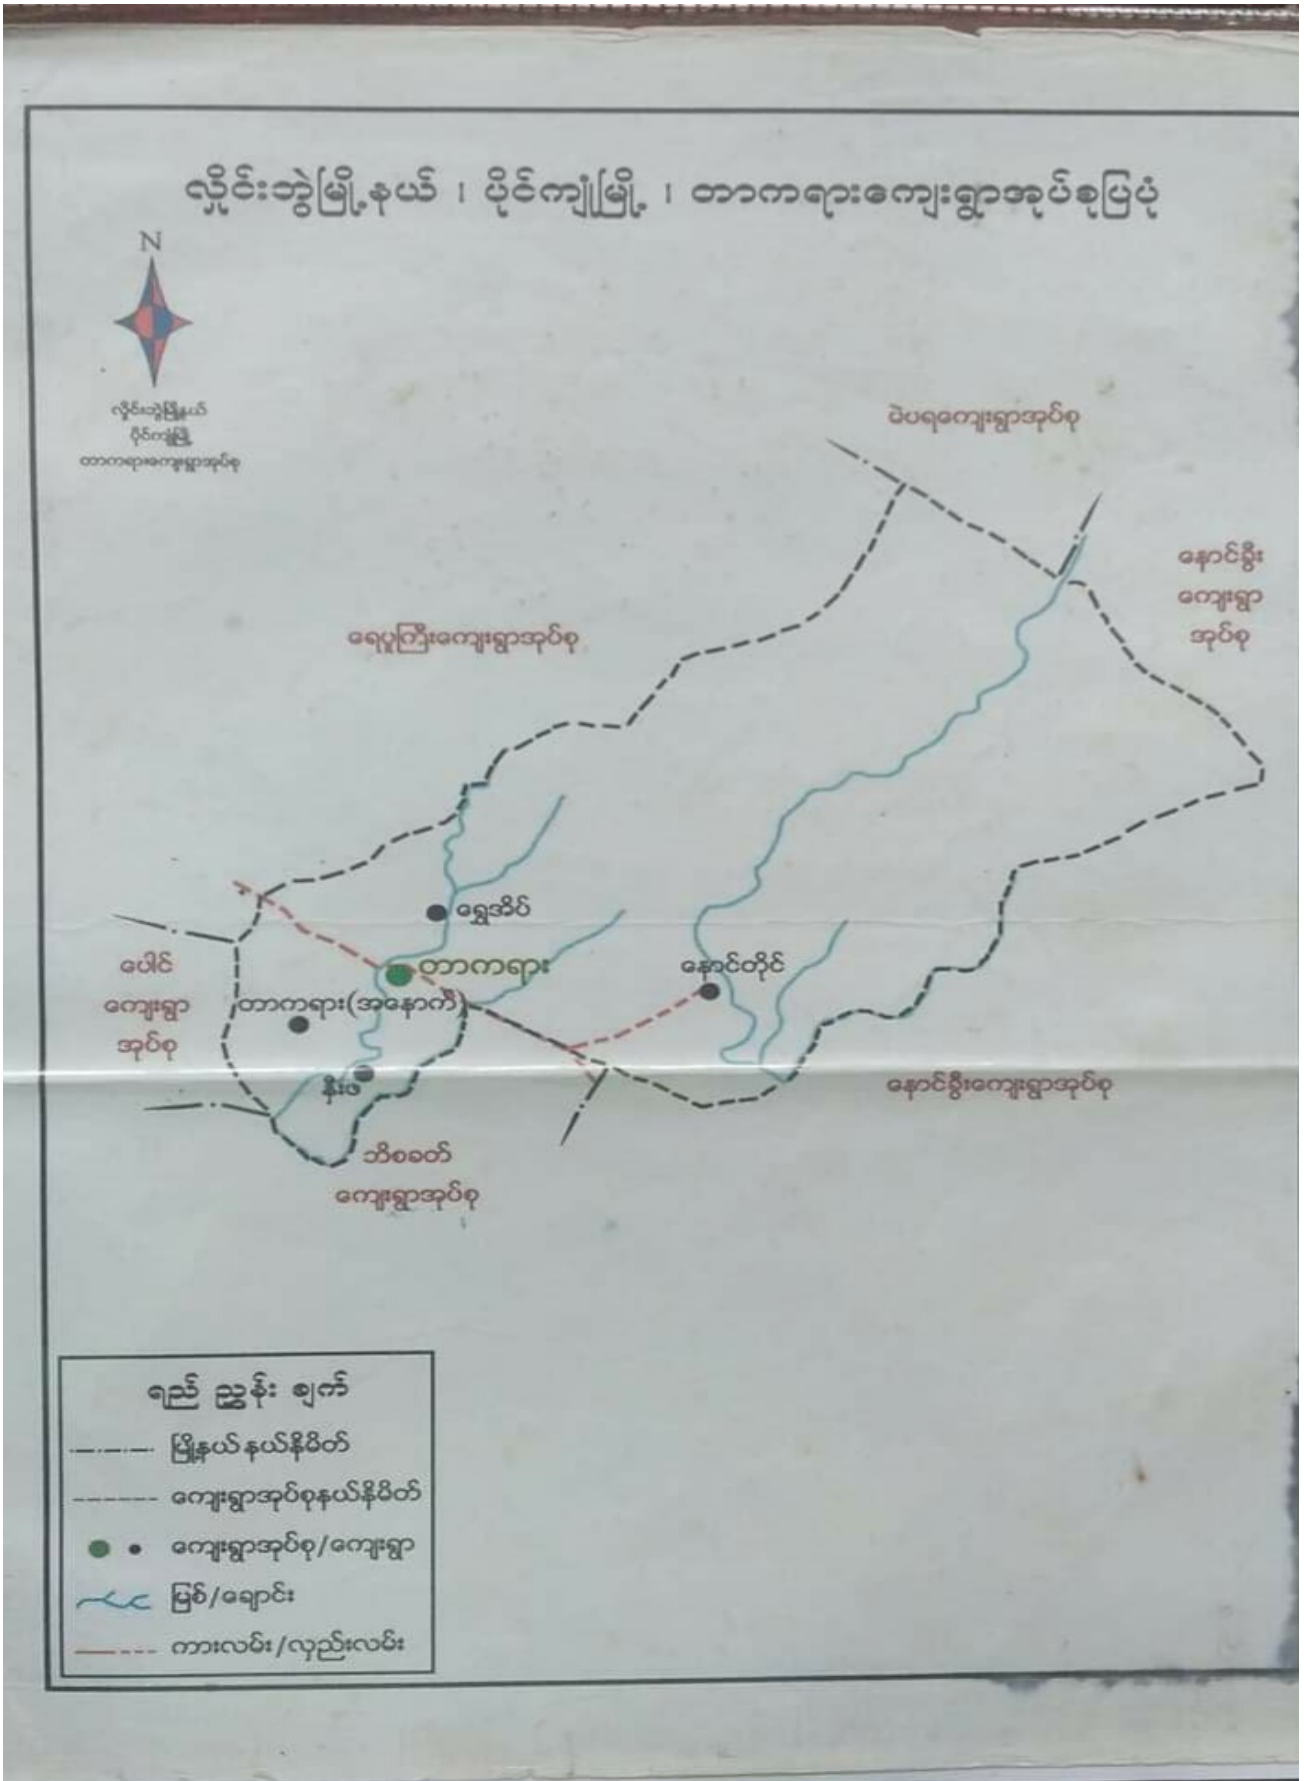 လှိုင်းဘွဲမြို့နယ် ၊ ပိုင်ကျုံမြို့ ၊ တာကရားကျေးရွာအုပ်စုပြပုံ
N
လှိုင်းဘွဲမြို့နယ်
ပိုင်ကျုံမြို့
တာကရားကျေးရွာအုပ်စု
မဲပရကျေးရွာအုပ်စု
နောင်ခွီး
ကျေးရွာ
အုပ်စု
ရေပူကြီးကျေးရွာအုပ်စု
ရွှေအိပ်
တာကရား
နောင်တိုင်
ပေါင်
ကျေးရွာ
အုပ်စု
တာကရား(အနောက်)
နီးဖ
နောင်ခွီးကျေးရွာအုပ်စု
ဘိစခတ်
ကျေးရွာအုပ်စု
ရည် ညွှန်း ချက်
မြို့နယ်နယ်နိမိတ်
ကျေးရွာအုပ်စုနယ်နိမိတ်
ကျေးရွာအုပ်စု/ကျေးရွာ
မြစ်/ချောင်း
ကားလမ်း/လှည်းလမ်း